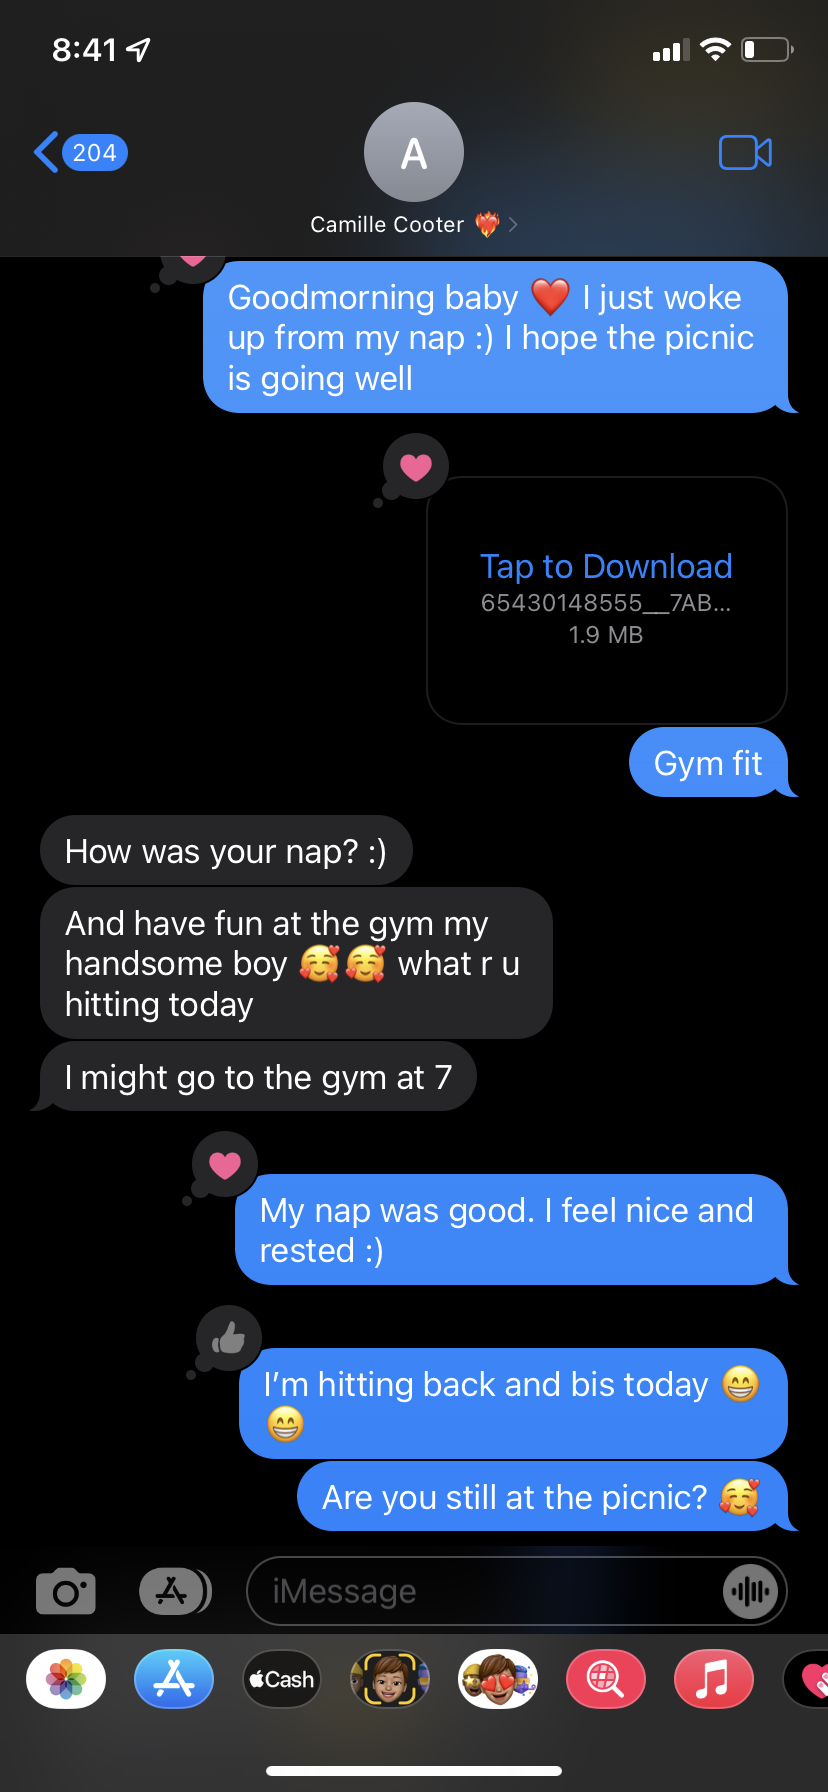 8:41
204
A
Camille Cooter ❤️‍🔥
Goodmorning baby ❤️ I just woke
up from my nap :) I hope the picnic
is going well
Tap to Download
65430148555__7AB...
1.9 MB
Gym fit
How was your nap? :)
And have fun at the gym my
handsome boy 🥰🥰 what r u
hitting today
I might go to the gym at 7
My nap was good. I feel nice and
rested :)
I'm hitting back and bis today 😁
😁
Are you still at the picnic? 🥰
iMessage
Cash